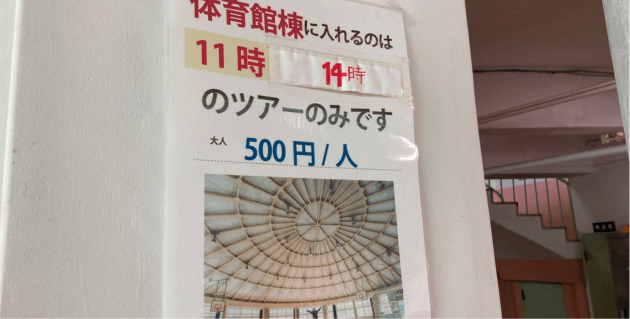 体育館棟に入れるのは
11時 14時
のツアーのみです
大人 500円/人